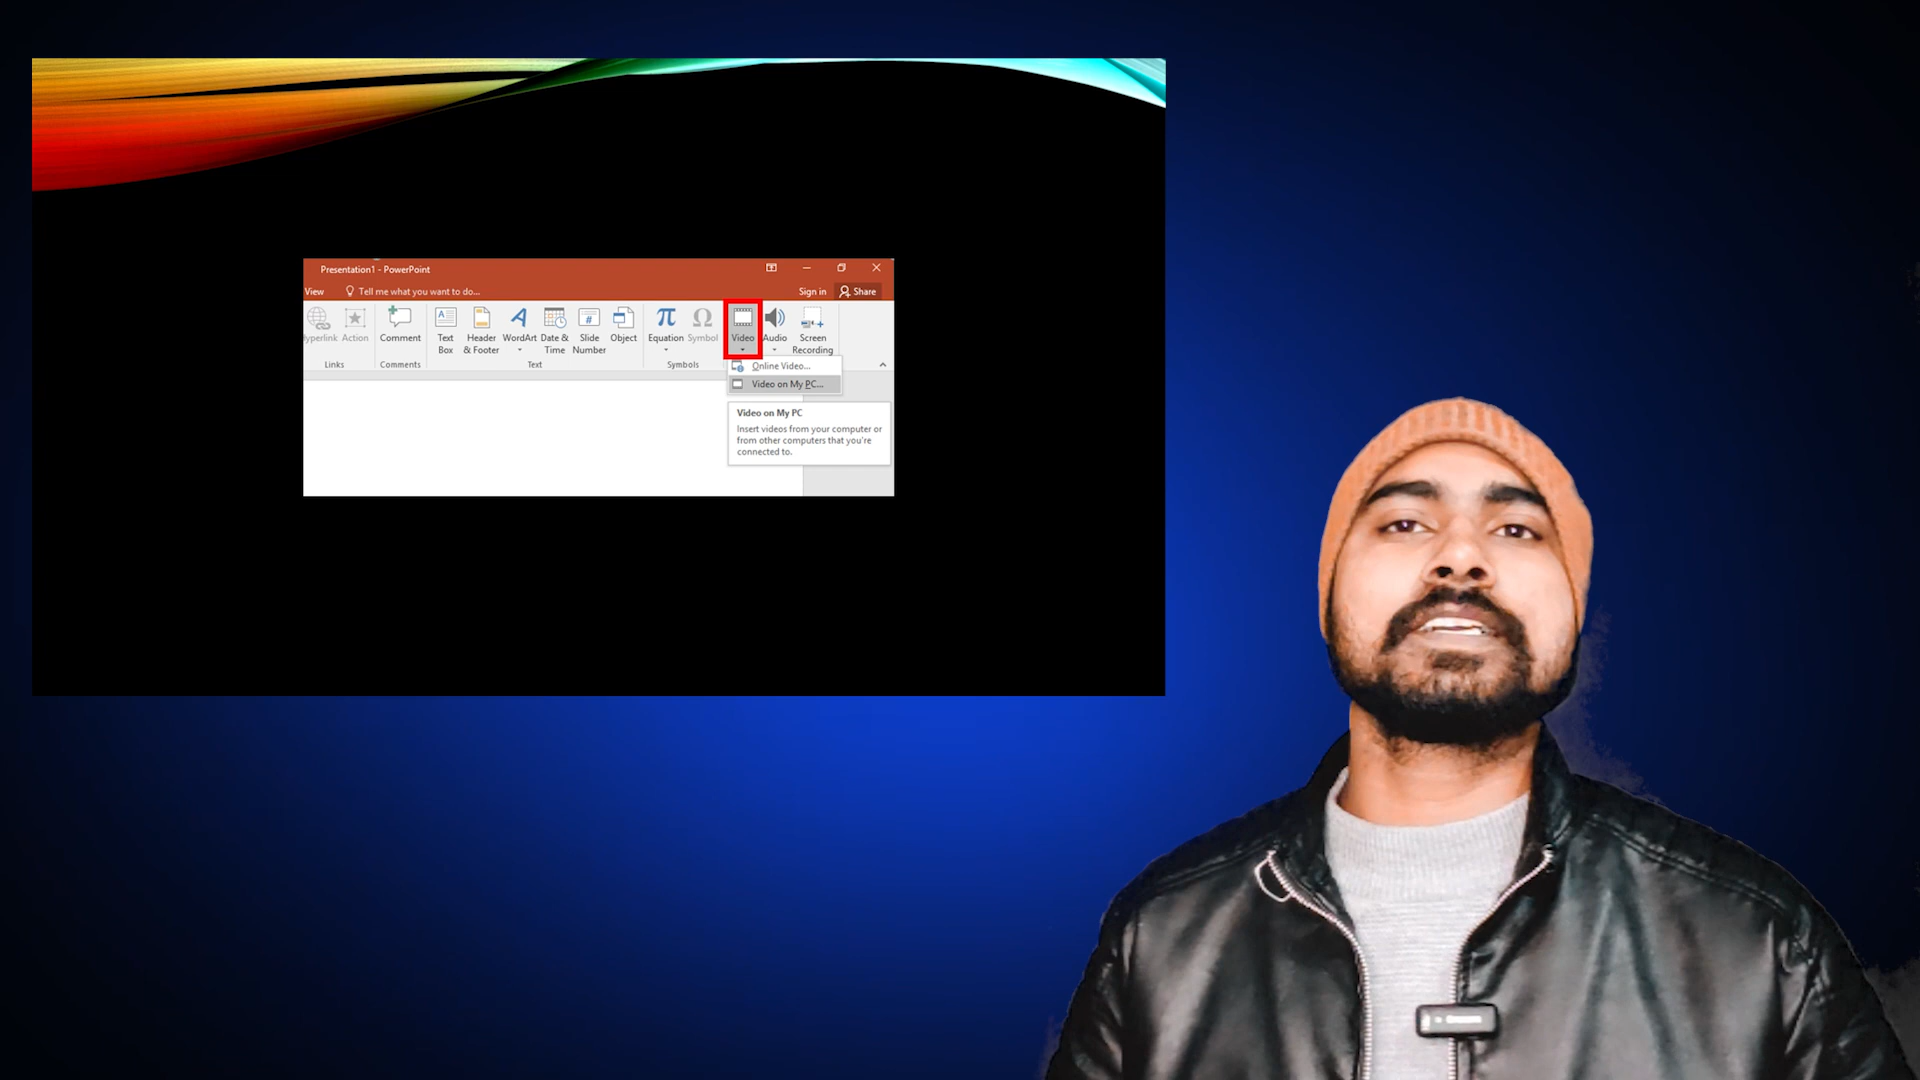 Presentation1 - PowerPoint
View Tell me what you want to do... Sign in Share
yperlink Action Comment Text Box Header & Footer WordArt Date & Time Slide Number Object Equation Symbol Video Audio Screen Recording
Links Comments Text Symbols
Online Video...
Video on My PC...
Video on My PC
Insert videos from your computer or
from other computers that you're
connected to.